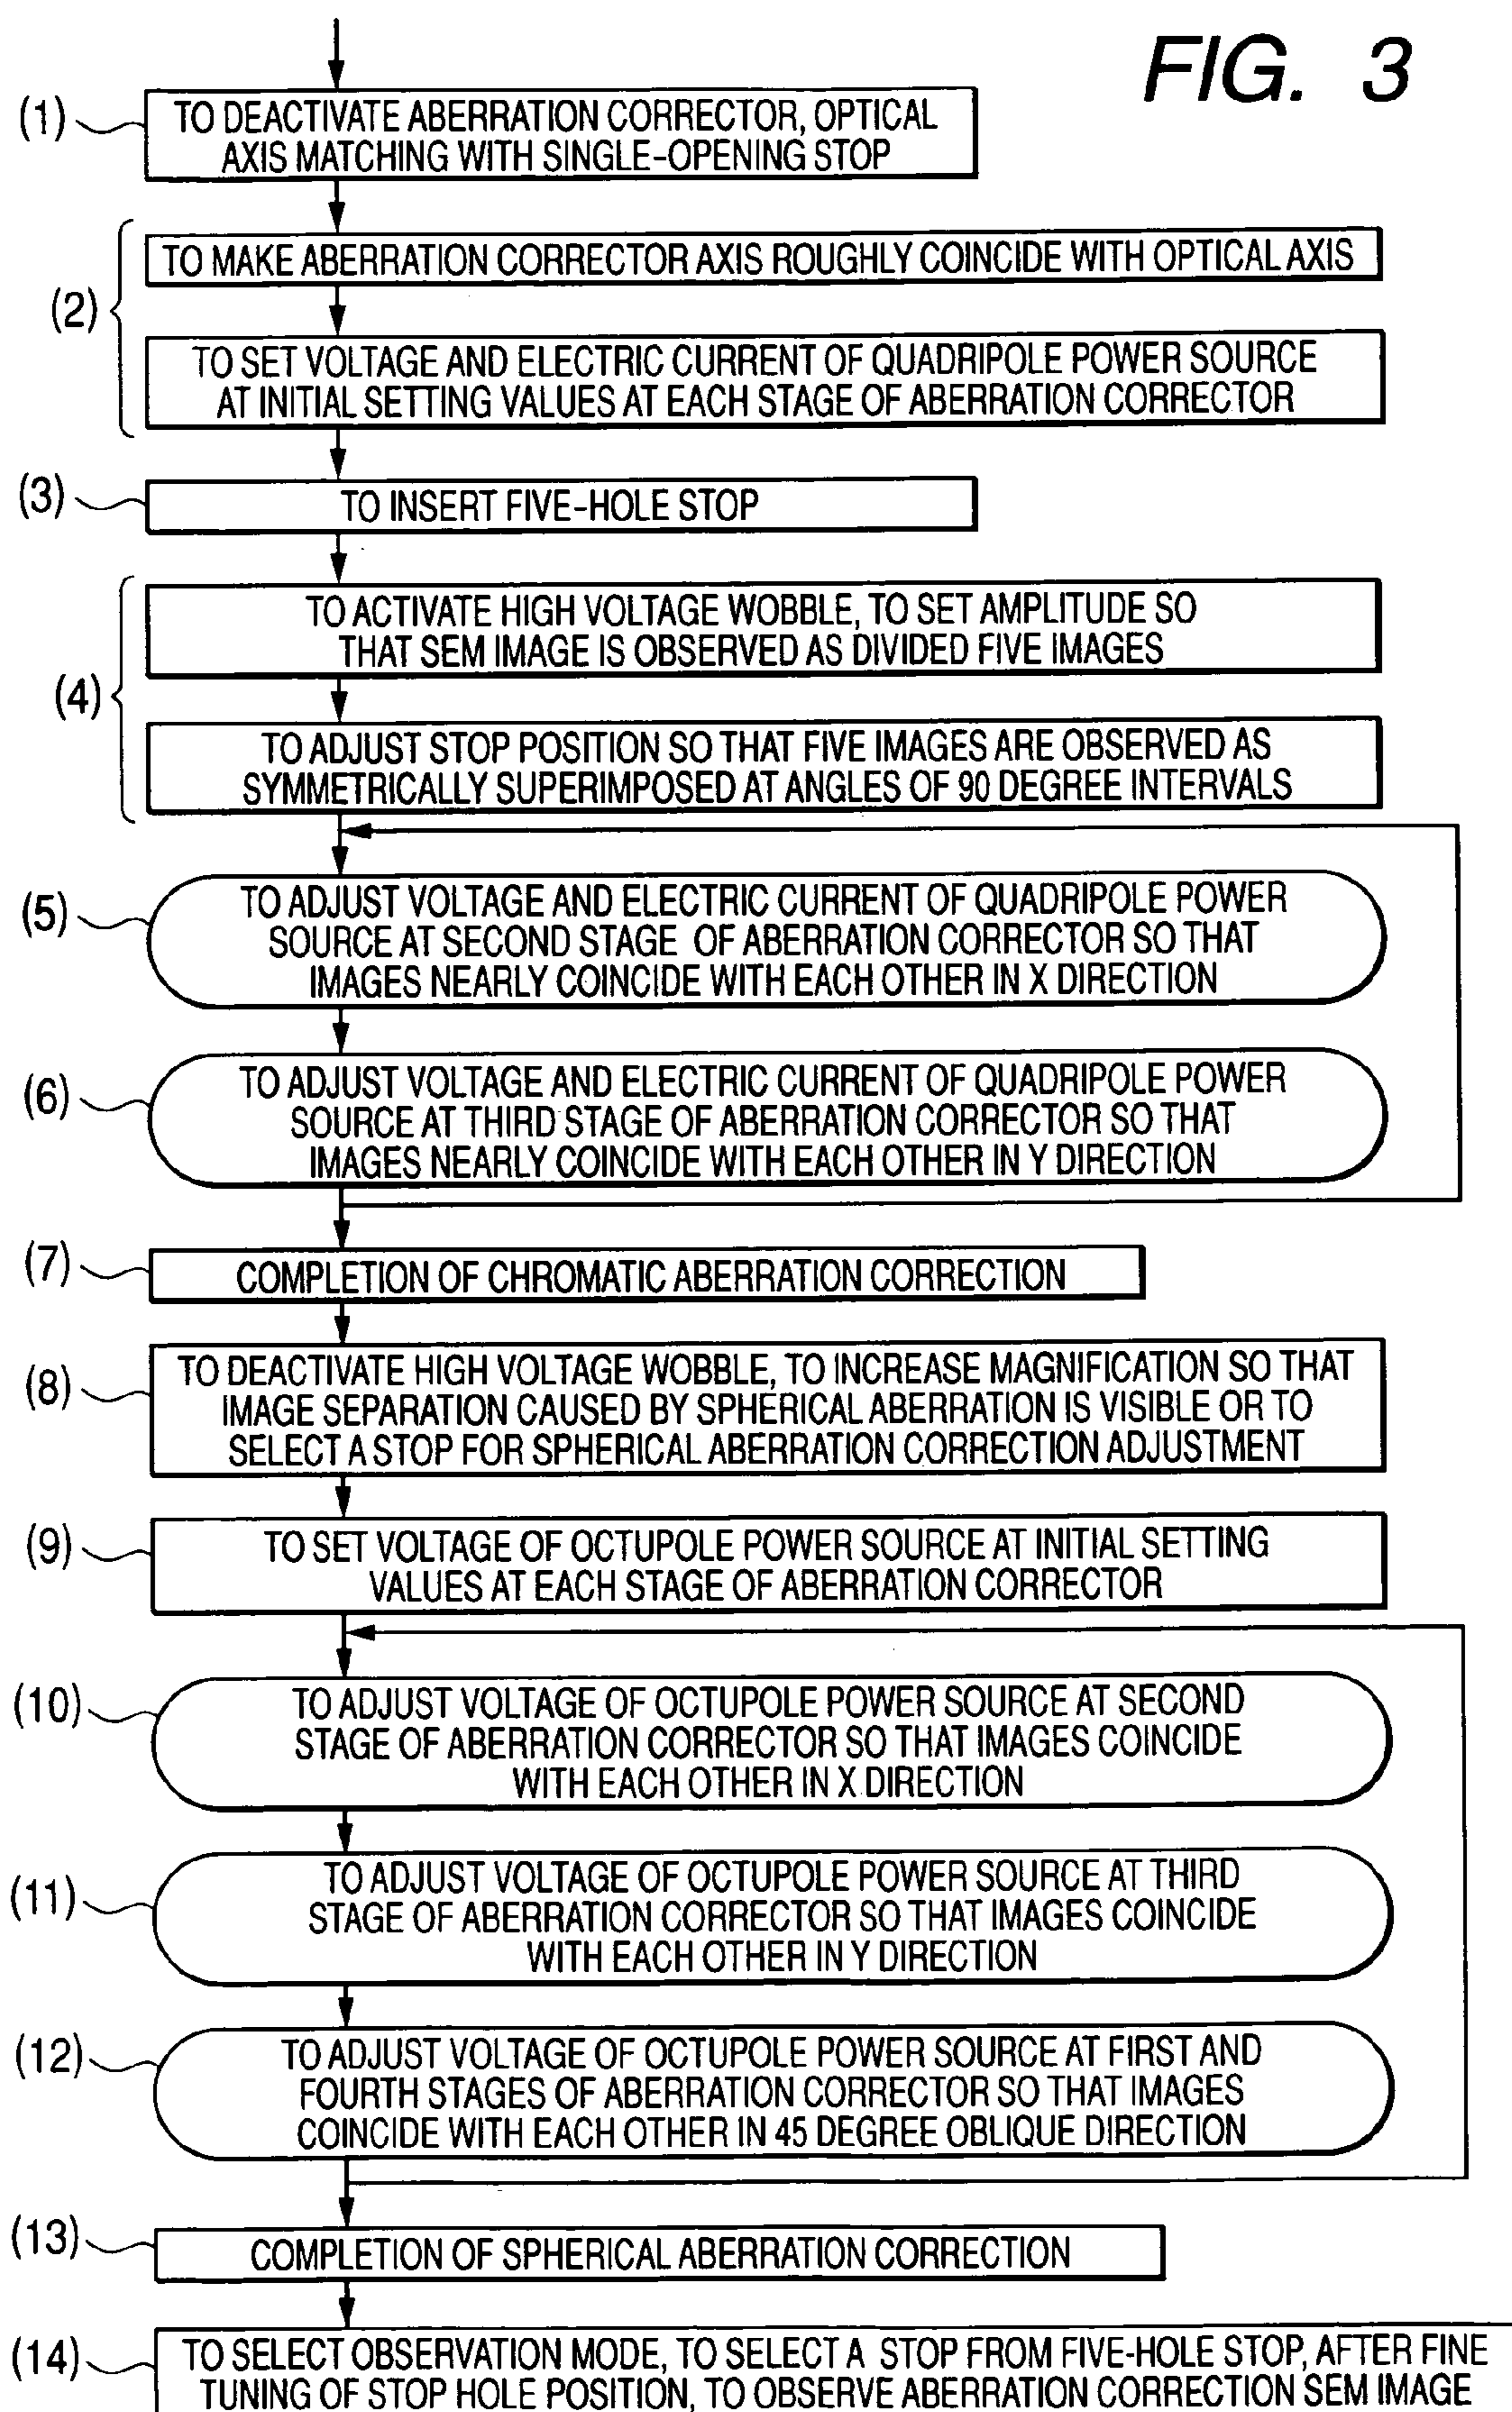 FIG. 3
(1)
TO DEACTIVATE ABERRATION CORRECTOR, OPTICAL
AXIS MATCHING WITH SINGLE-OPENING STOP
(2)
TO MAKE ABERRATION CORRECTOR AXIS ROUGHLY COINCIDE WITH OPTICAL AXIS
TO SET VOLTAGE AND ELECTRIC CURRENT OF QUADRIPOLE POWER SOURCE
AT INITIAL SETTING VALUES AT EACH STAGE OF ABERRATION CORRECTOR
(3)
TO INSERT FIVE-HOLE STOP
(4)
TO ACTIVATE HIGH VOLTAGE WOBBLE, TO SET AMPLITUDE SO
THAT SEM IMAGE IS OBSERVED AS DIVIDED FIVE IMAGES
TO ADJUST STOP POSITION SO THAT FIVE IMAGES ARE OBSERVED AS
SYMMETRICALLY SUPERIMPOSED AT ANGLES OF 90 DEGREE INTERVALS
(5)
TO ADJUST VOLTAGE AND ELECTRIC CURRENT OF QUADRIPOLE POWER
SOURCE AT SECOND STAGE OF ABERRATION CORRECTOR SO THAT
IMAGES NEARLY COINCIDE WITH EACH OTHER IN X DIRECTION
(6)
TO ADJUST VOLTAGE AND ELECTRIC CURRENT OF QUADRIPOLE POWER
SOURCE AT THIRD STAGE OF ABERRATION CORRECTOR SO THAT
IMAGES NEARLY COINCIDE WITH EACH OTHER IN Y DIRECTION
(7)
COMPLETION OF CHROMATIC ABERRATION CORRECTION
(8)
TO DEACTIVATE HIGH VOLTAGE WOBBLE, TO INCREASE MAGNIFICATION SO THAT
IMAGE SEPARATION CAUSED BY SPHERICAL ABERRATION IS VISIBLE OR TO
SELECT A STOP FOR SPHERICAL ABERRATION CORRECTION ADJUSTMENT
(9)
TO SET VOLTAGE OF OCTUPOLE POWER SOURCE AT INITIAL SETTING
VALUES AT EACH STAGE OF ABERRATION CORRECTOR
(10)
TO ADJUST VOLTAGE OF OCTUPOLE POWER SOURCE AT SECOND
STAGE OF ABERRATION CORRECTOR SO THAT IMAGES COINCIDE
WITH EACH OTHER IN X DIRECTION
(11)
TO ADJUST VOLTAGE OF OCTUPOLE POWER SOURCE AT THIRD
STAGE OF ABERRATION CORRECTOR SO THAT IMAGES COINCIDE
WITH EACH OTHER IN Y DIRECTION
(12)
TO ADJUST VOLTAGE OF OCTUPOLE POWER SOURCE AT FIRST AND
FOURTH STAGES OF ABERRATION CORRECTOR SO THAT IMAGES
COINCIDE WITH EACH OTHER IN 45 DEGREE OBLIQUE DIRECTION
(13)
COMPLETION OF SPHERICAL ABERRATION CORRECTION
(14)
TO SELECT OBSERVATION MODE, TO SELECT A STOP FROM FIVE-HOLE STOP, AFTER FINE
TUNING OF STOP HOLE POSITION, TO OBSERVE ABERRATION CORRECTION SEM IMAGE